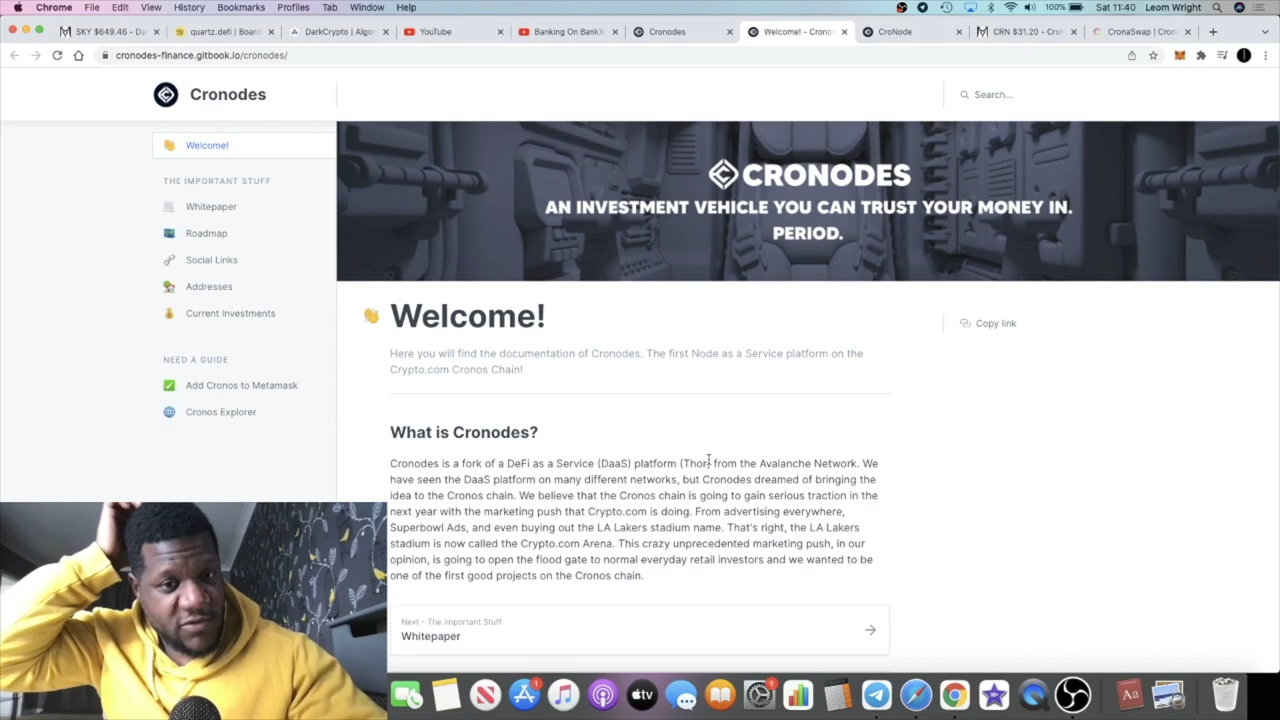 Chrome File Edit View History Bookmarks Profiles Tab Window Help 100% Sat 11:40 Leom Wright
SKY $649.46 - Da quartz.defi | Board DarkCrypto | Algor YouTube Banking On BankX Cronodes Welcome! - Crono CroNode CRN $31.20 - Cro CronaSwap | Cron
cronodes-finance.gitbook.io/cronodes/
Cronodes
Search...
Welcome!
THE IMPORTANT STUFF
Whitepaper
Roadmap
Social Links
Addresses
Current Investments
NEED A GUIDE
Add Cronos to Metamask
Cronos Explorer
CRONODES
AN INVESTMENT VEHICLE YOU CAN TRUST YOUR MONEY IN.
PERIOD.
Welcome!
Copy link
Here you will find the documentation of Cronodes. The first Node as a Service platform on the
Crypto.com Cronos Chain!
What is Cronodes?
Cronodes is a fork of a DeFi as a Service (DaaS) platform (Thor) from the Avalanche Network. We
have seen the DaaS platform on many different networks, but Cronodes dreamed of bringing the
idea to the Cronos chain. We believe that the Cronos chain is going to gain serious traction in the
next year with the marketing push that Crypto.com is doing. From advertising everywhere,
Superbowl Ads, and even buying out the LA Lakers stadium name. That's right, the LA Lakers
stadium is now called the Crypto.com Arena. This crazy unprecedented marketing push, in our
opinion, is going to open the flood gate to normal everyday retail investors and we wanted to be
one of the first good projects on the Cronos chain.
Next - The Important Stuff
Whitepaper
1
tv
1
Aa